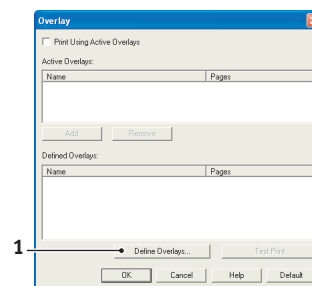 Overlay
Print Using Active Overlays
Active Overlays:
Name Pages
Add Remove
Defined Overlays:
Name Pages
1 Define Overlays... Test Print
OK Cancel Help Default